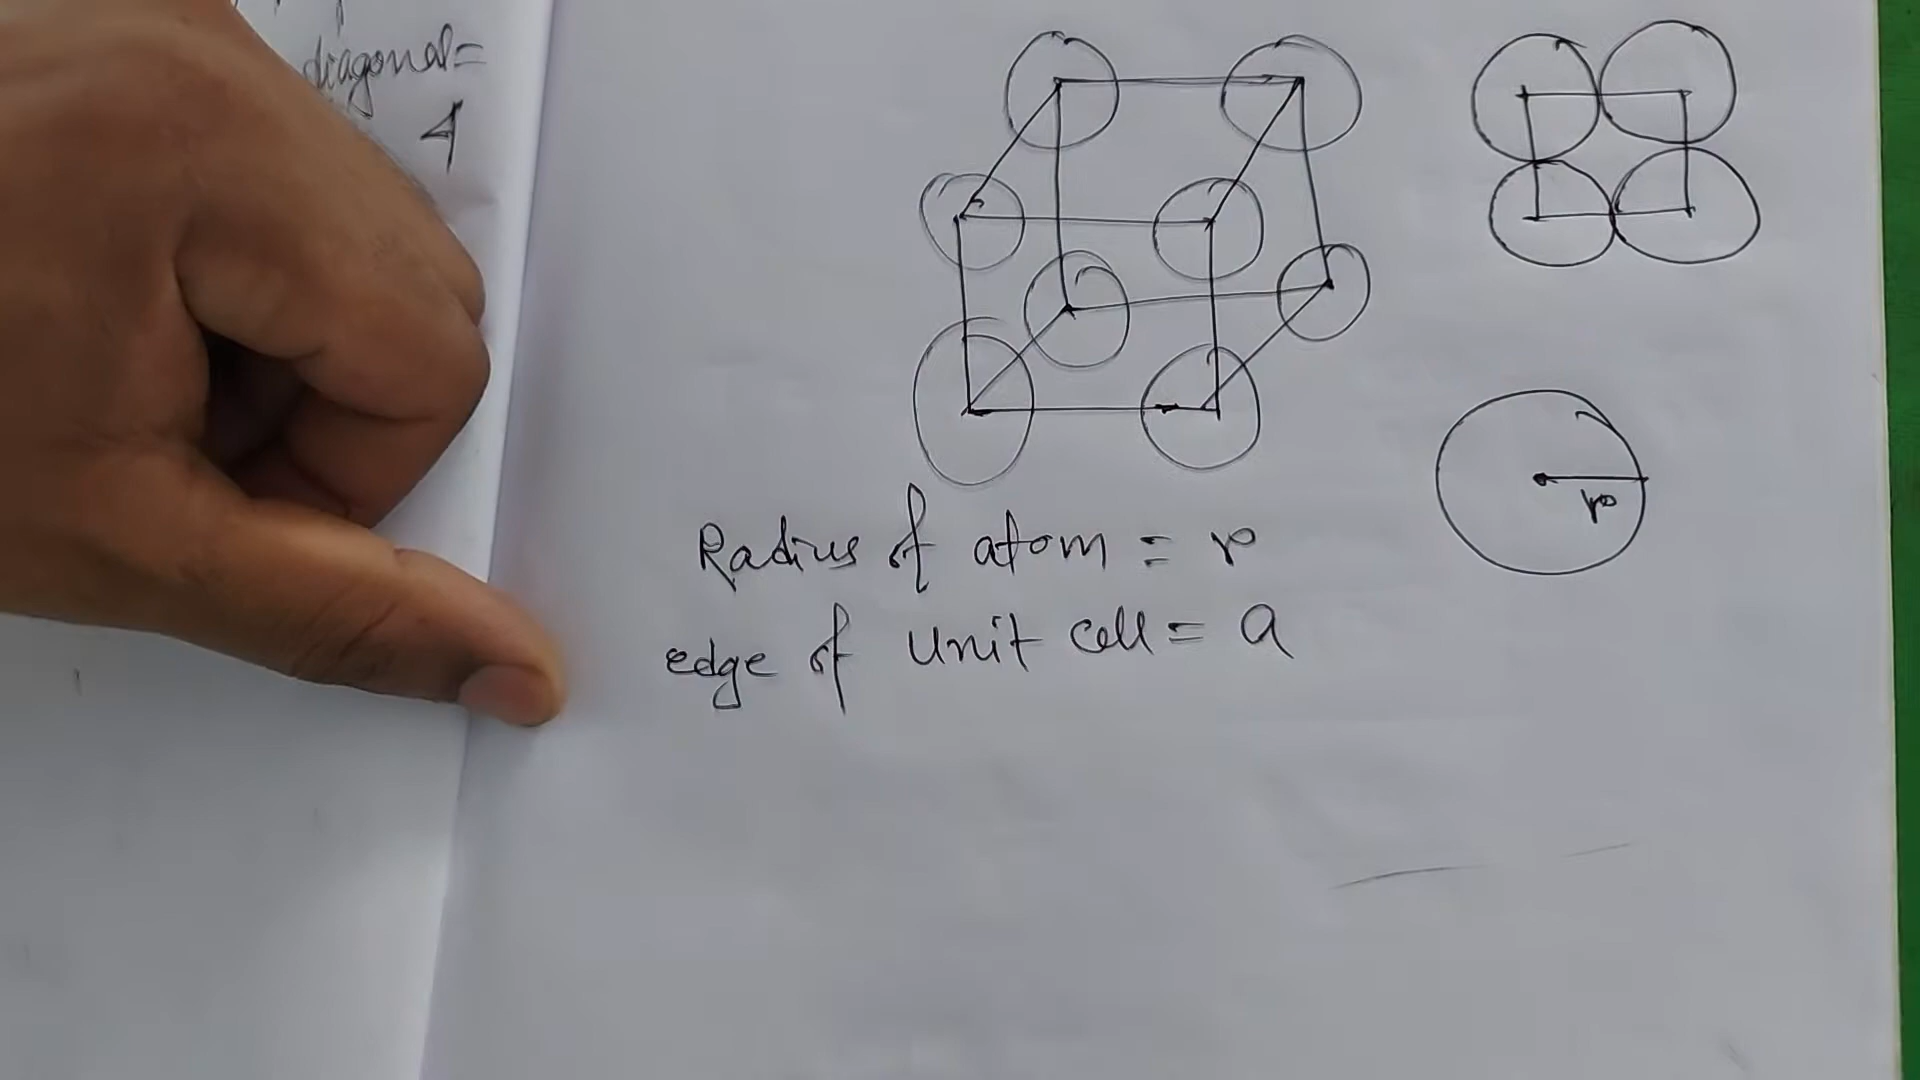 diagonal=
4
r
Radius of atom = r
edge of unit cell = a